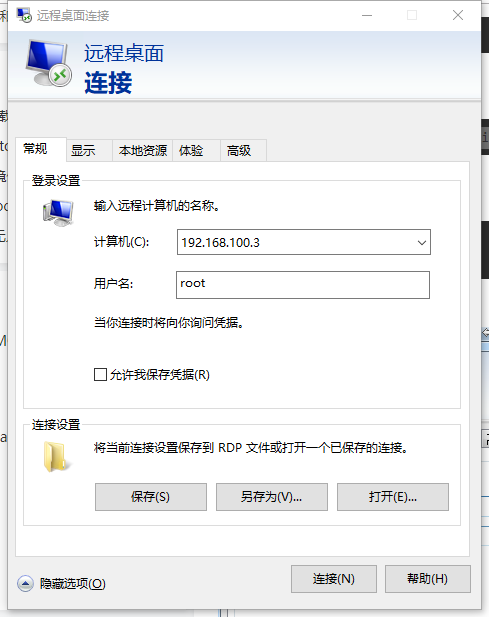 远程桌面连接
远程桌面
连接
常规 显示 本地资源 体验 高级
登录设置
输入远程计算机的名称。
计算机(C): 192.168.100.3
用户名: root
当你连接时将向你询问凭据。
允许我保存凭据(R)
连接设置
将当前连接设置保存到 RDP 文件或打开一个已保存的连接。
保存(S) 另存为(V)... 打开(E)...
隐藏选项(O) 连接(N) 帮助(H)